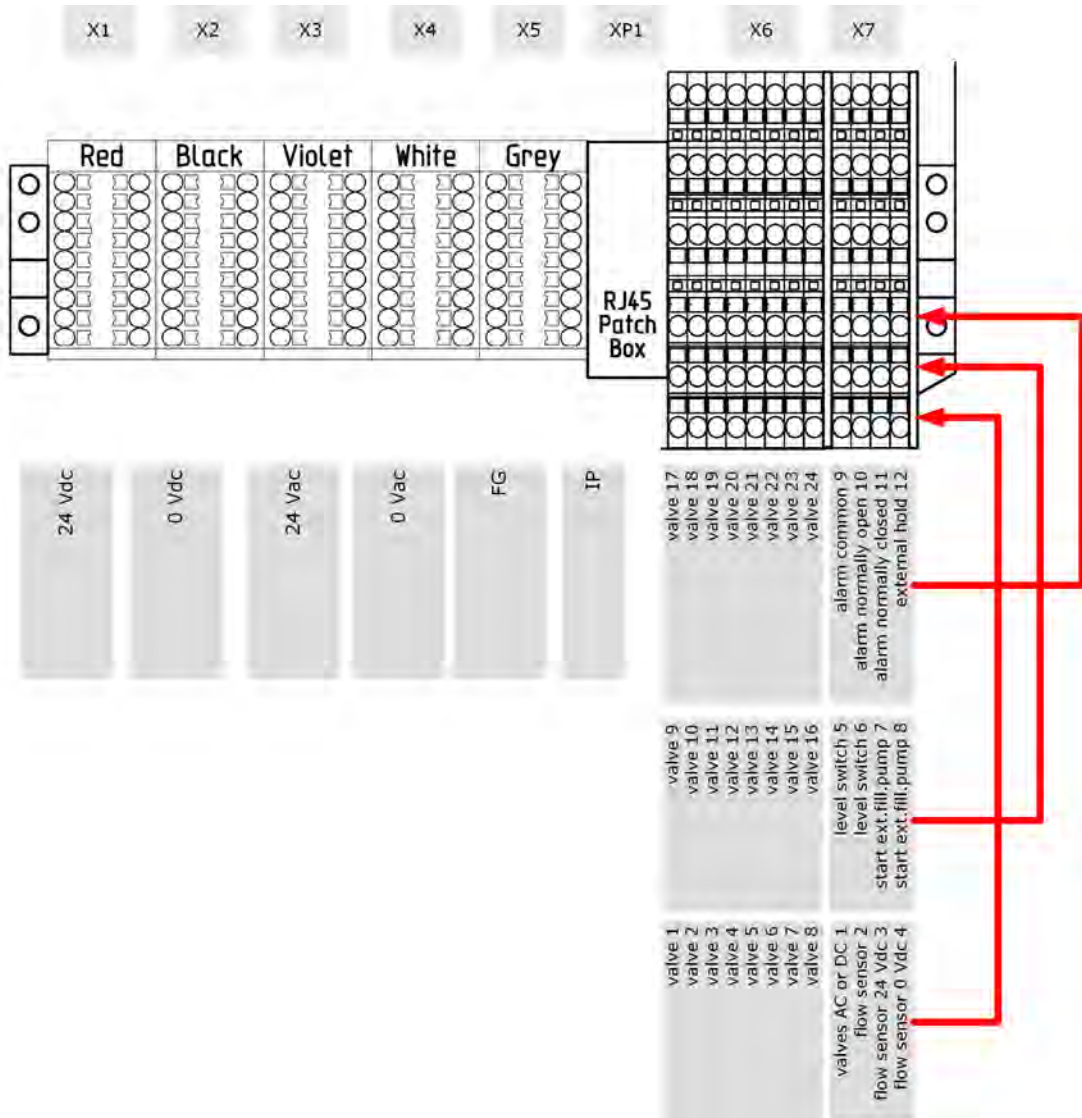 X1
X2
X3
X4
X5
XP1
X6
X7
Red
Black
Violet
White
Grey
RJ45
Patch
Box
24 Vdc
0 Vdc
24 Vac
0 Vac
FG
IP
valve 17
valve 18
valve 19
valve 20
valve 21
valve 22
valve 23
valve 24
alarm common 9
alarm normally open 10
alarm normally closed 11
external hold 12
valve 9
valve 10
valve 11
valve 12
valve 13
valve 14
valve 15
valve 16
level switch 5
level switch 6
start ext.fill.pump 7
start ext.fill.pump 8
valve 1
valve 2
valve 3
valve 4
valve 5
valve 6
valve 7
valve 8
valves AC or DC 1
flow sensor 2
flow sensor 24 Vdc 3
flow sensor 0 Vdc 4